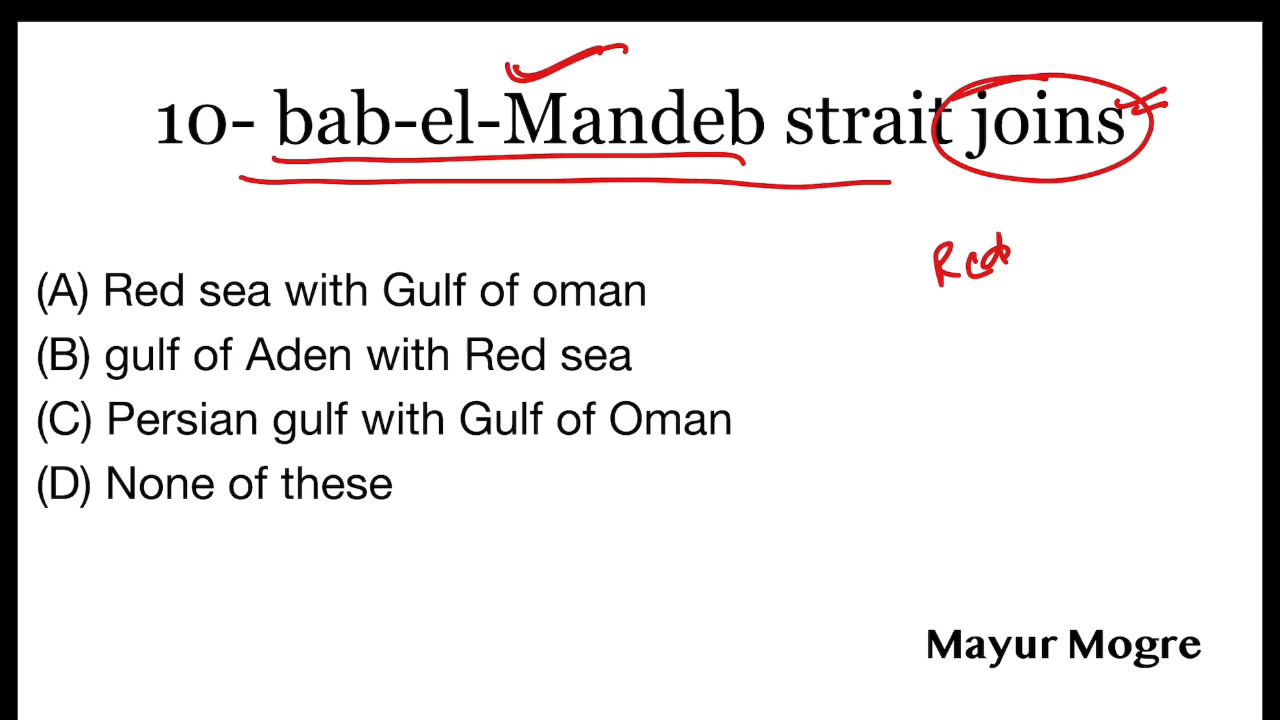 10- bab-el-Mandeb strait joins
Red
(A) Red sea with Gulf of oman
(B) gulf of Aden with Red sea
(C) Persian gulf with Gulf of Oman
(D) None of these
Mayur Mogre